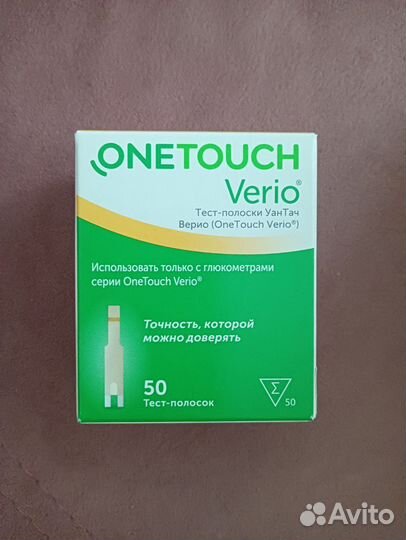 ONETOUCH
Verio®
Тест-полоски УанТач
Верио (OneTouch Verio®)
Использовать только с глюкометрами
серии OneTouch Verio®
Точность, которой
можно доверять
50
Тест-полосок
Σ
50
Avito